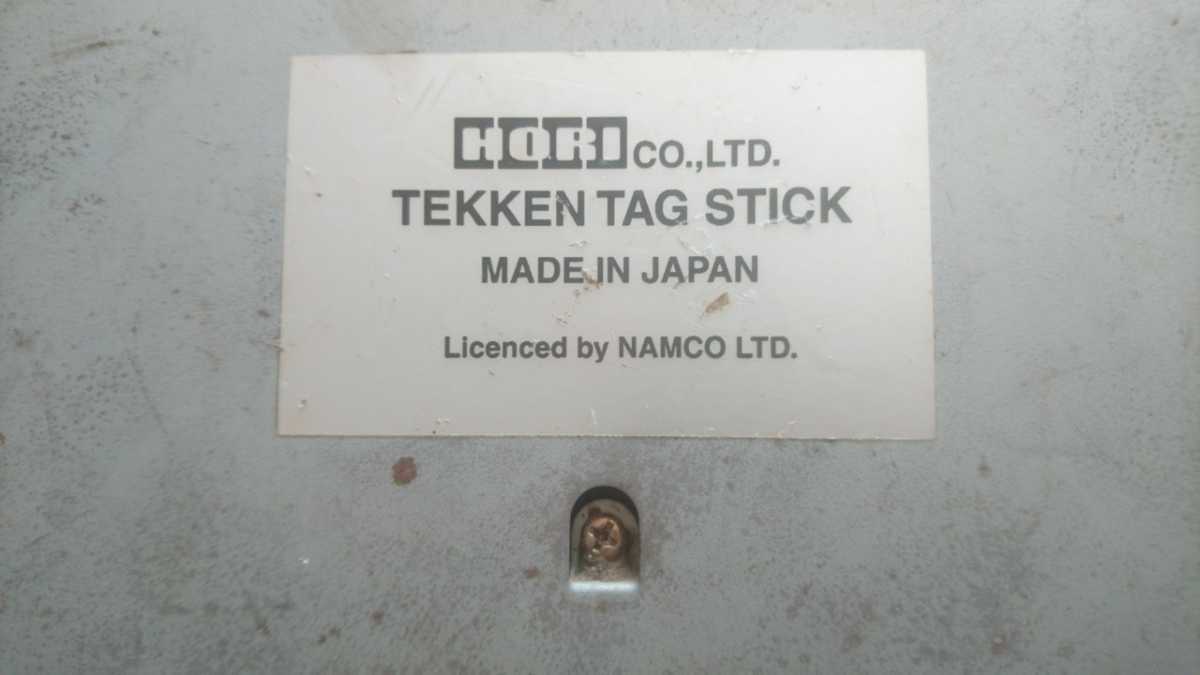 HORI CO.,LTD.
TEKKEN TAG STICK
MADE IN JAPAN
Licenced by NAMCO LTD.